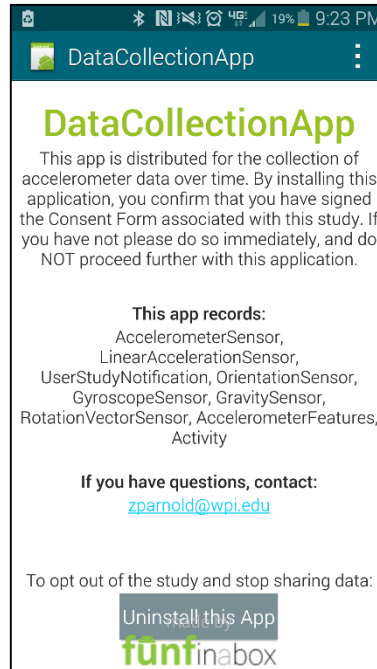 4G 19% 9:23 PM
DataCollectionApp
DataCollectionApp
This app is distributed for the collection of
accelerometer data over time. By installing this
application, you confirm that you have signed
the Consent Form associated with this study. If
you have not please do so immediately, and do
NOT proceed further with this application.
This app records:
AccelerometerSensor,
LinearAccelerationSensor,
UserStudyNotification, OrientationSensor,
GyroscopeSensor, GravitySensor,
RotationVectorSensor, AccelerometerFeatures,
Activity
If you have questions, contact:
zparnold@wpi.edu
To opt out of the study and stop sharing data:
Uninstall this App
made by
funfinabox